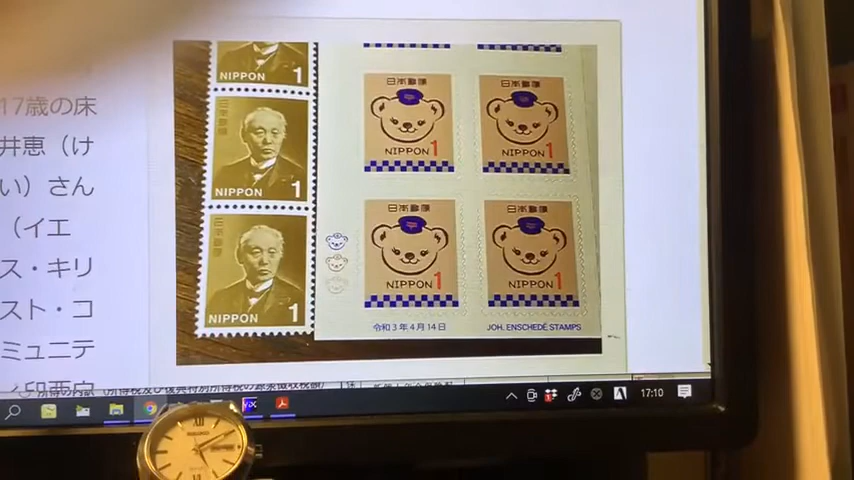 17歳の床
井恵（け
い）さん
（イエ
ス・キリ
スト・コ
ミュニテ
NIPPON 1
日本郵便
NIPPON 1
日本郵便
NIPPON 1
日本郵便
NIPPON 1
日本郵便
NIPPON 1
日本郵便
NIPPON 1
日本郵便
NIPPON 1
令和3年4月14日
JOH. ENSCHEDÉ STAMPS
17:10
XII
SEIKO